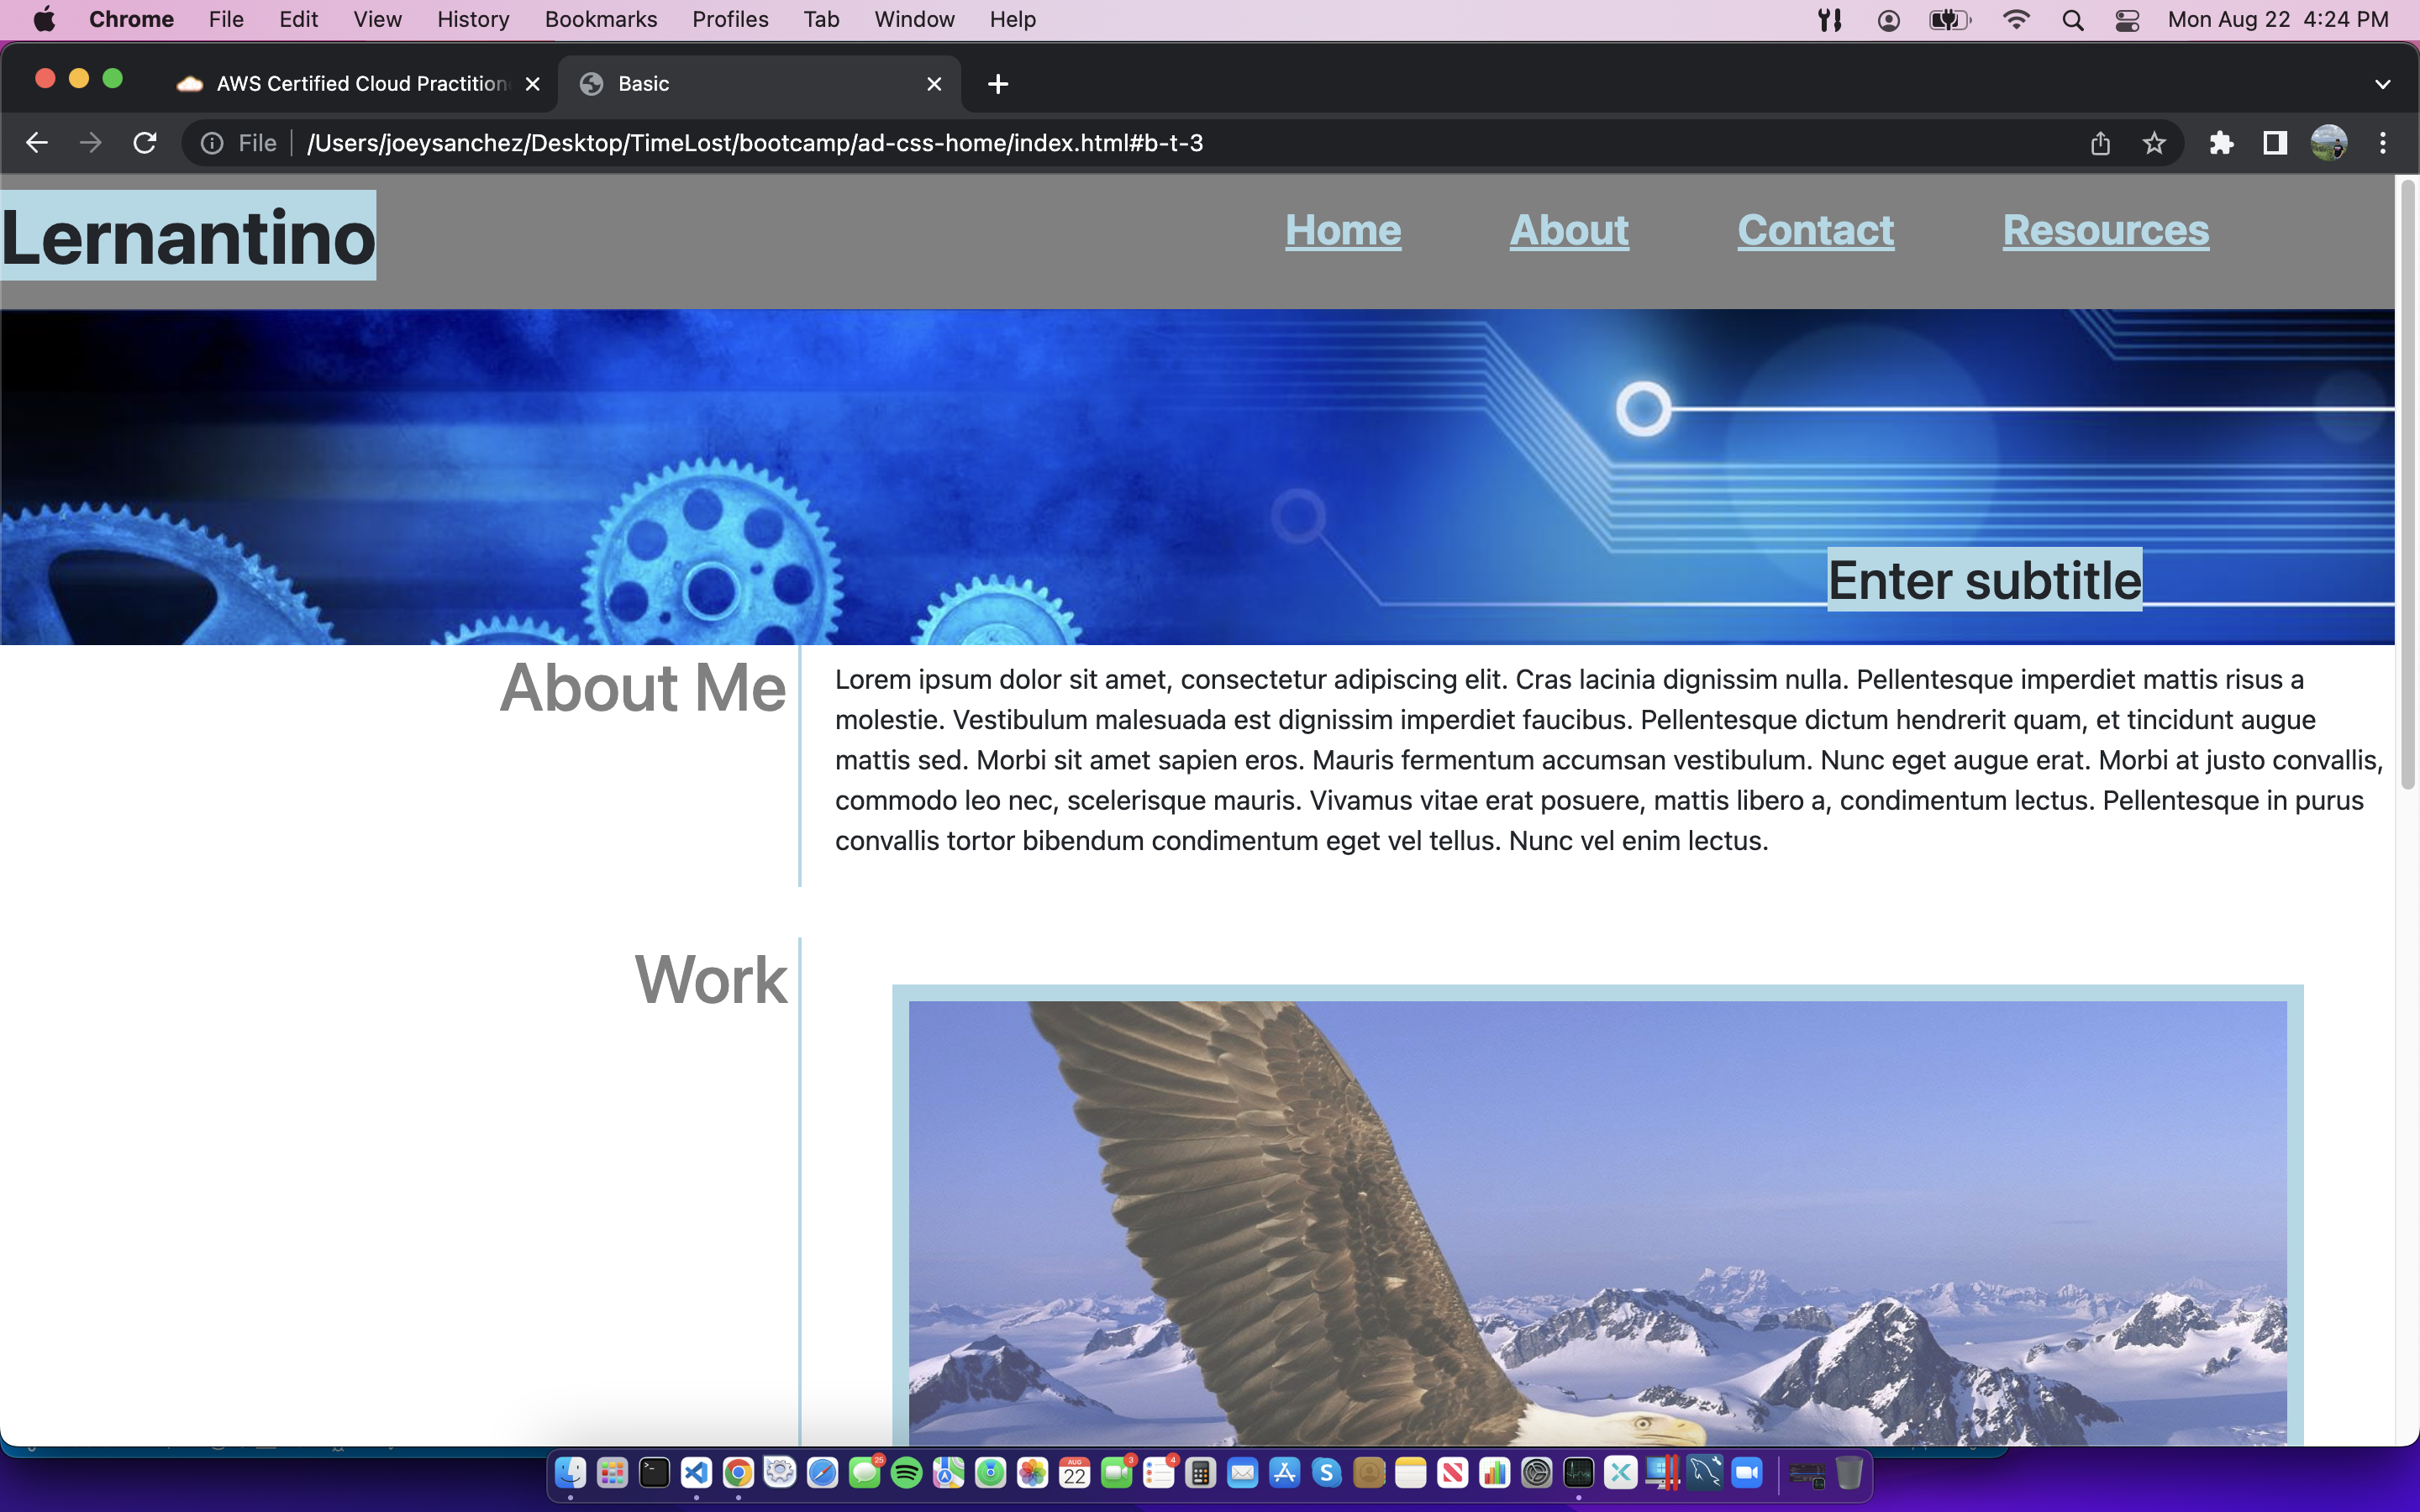 Chrome File Edit View History Bookmarks Profiles Tab Window Help Mon Aug 22 4:24 PM
AWS Certified Cloud Practition Basic
File /Users/joeysanchez/Desktop/TimeLost/bootcamp/ad-css-home/index.html#b-t-3
Lernantino Home About Contact Resources
Enter subtitle
About Me
Lorem ipsum dolor sit amet, consectetur adipiscing elit. Cras lacinia dignissim nulla. Pellentesque imperdiet mattis risus a
molestie. Vestibulum malesuada est dignissim imperdiet faucibus. Pellentesque dictum hendrerit quam, et tincidunt augue
mattis sed. Morbi sit amet sapien eros. Mauris fermentum accumsan vestibulum. Nunc eget augue erat. Morbi at justo convallis,
commodo leo nec, scelerisque mauris. Vivamus vitae erat posuere, mattis libero a, condimentum lectus. Pellentesque in purus
convallis tortor bibendum condimentum eget vel tellus. Nunc vel enim lectus.
Work
25 AUG 22 3 4